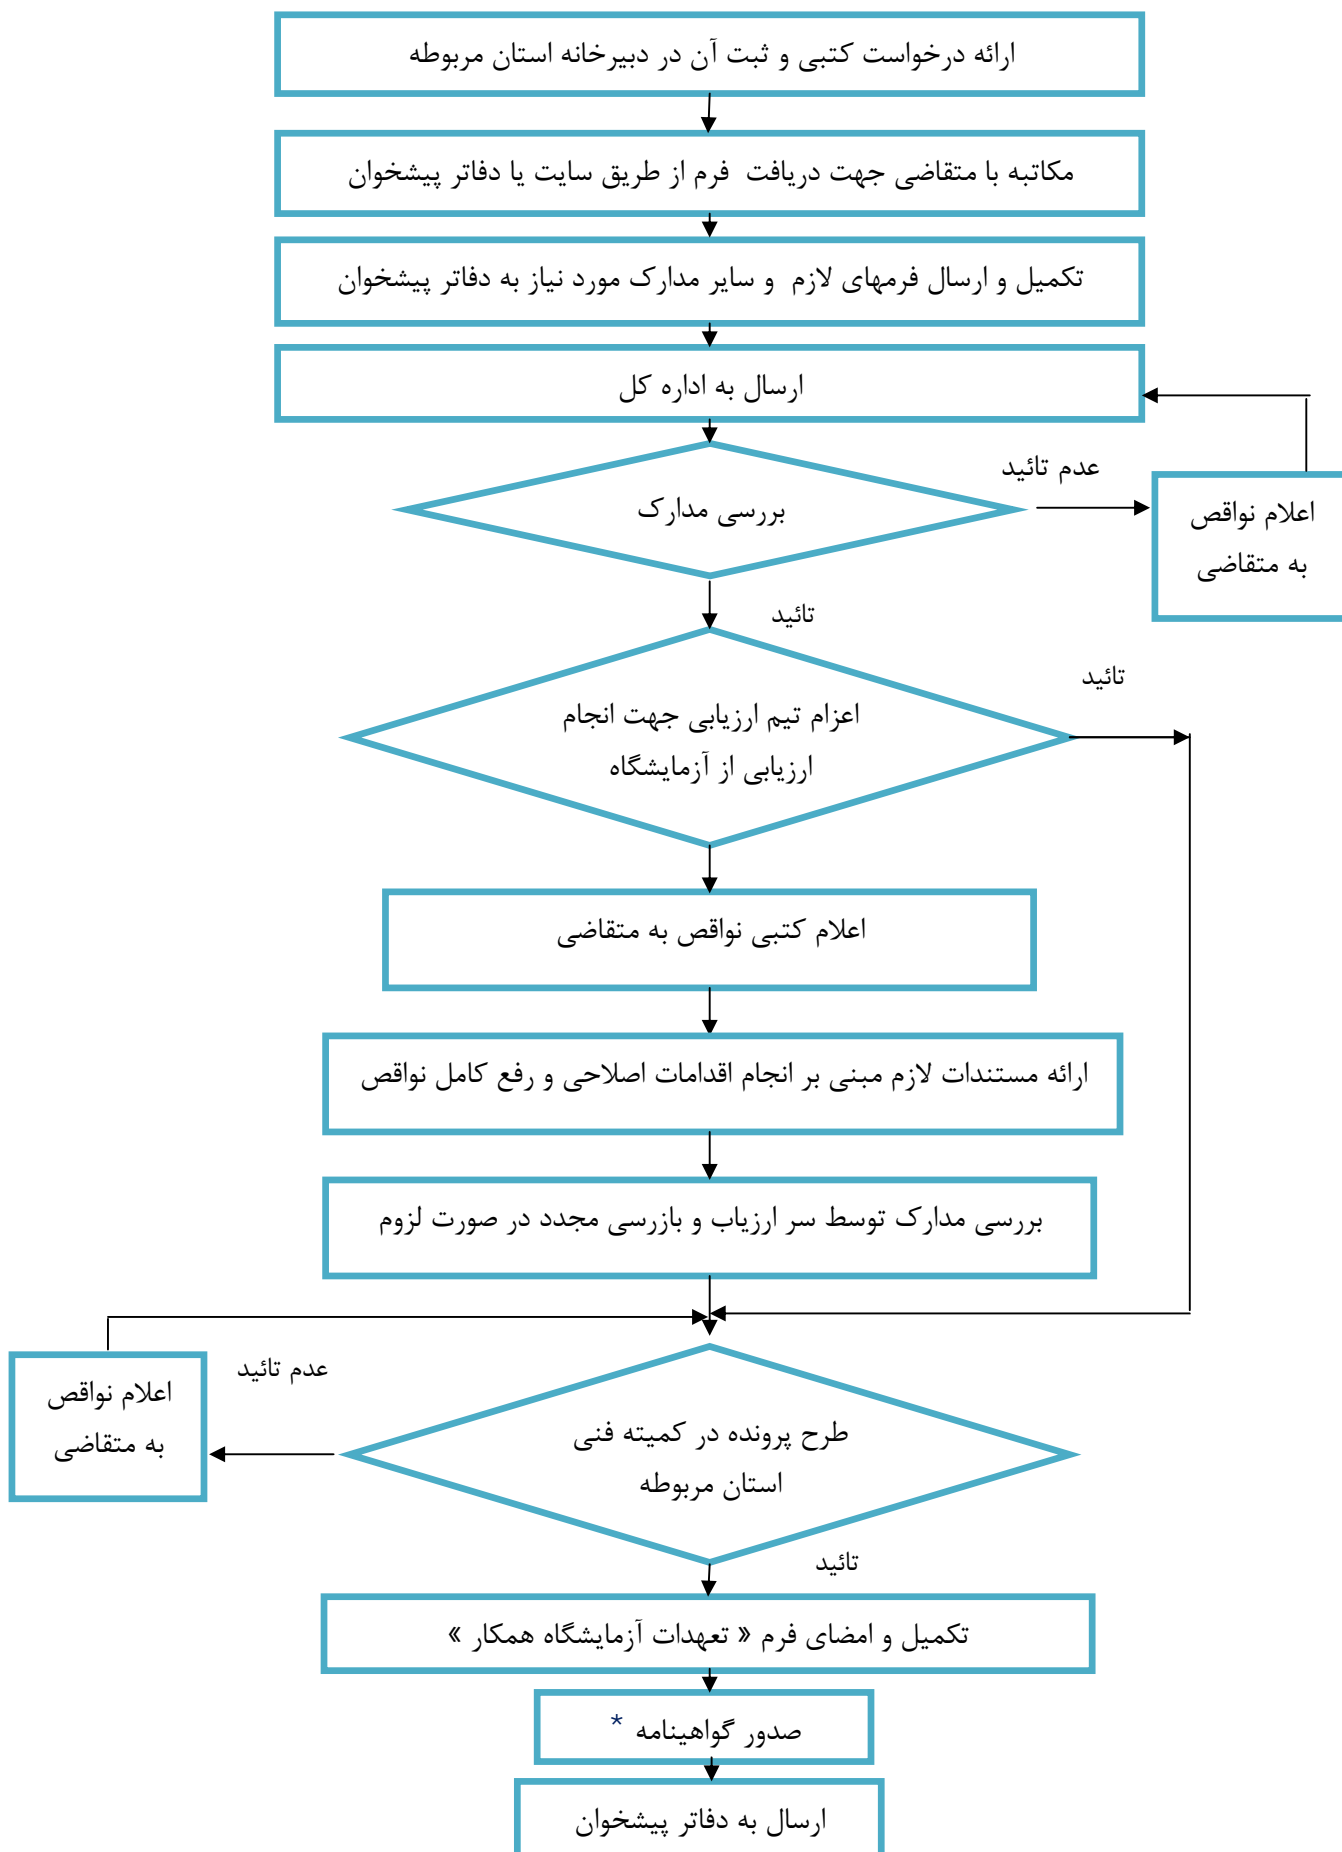 ارائه درخواست کتبی و ثبت آن در دبیرخانه استان مربوطه
مکاتبه با متقاضی جهت دریافت فرم از طریق سایت یا دفاتر پیشخوان
تکمیل و ارسال فرمهای لازم و سایر مدارک مورد نیاز به دفاتر پیشخوان
ارسال به اداره کل
عدم تائید
بررسی مدارک
اعلام نواقص
به متقاضی
تائید
تائید
اعزام تیم ارزیابی جهت انجام
ارزیابی از آزمایشگاه
اعلام کتبی نواقص به متقاضی
ارائه مستندات لازم مبنی بر انجام اقدامات اصلاحی و رفع کامل نواقص
بررسی مدارک توسط سر ارزیاب و بازرسی مجدد در صورت لزوم
عدم تائید
اعلام نواقص
به متقاضی
طرح پرونده در کمیته فنی
استان مربوطه
تائید
تکمیل و امضای فرم « تعهدات آزمایشگاه همکار »
صدور گواهینامه *
ارسال به دفاتر پیشخوان